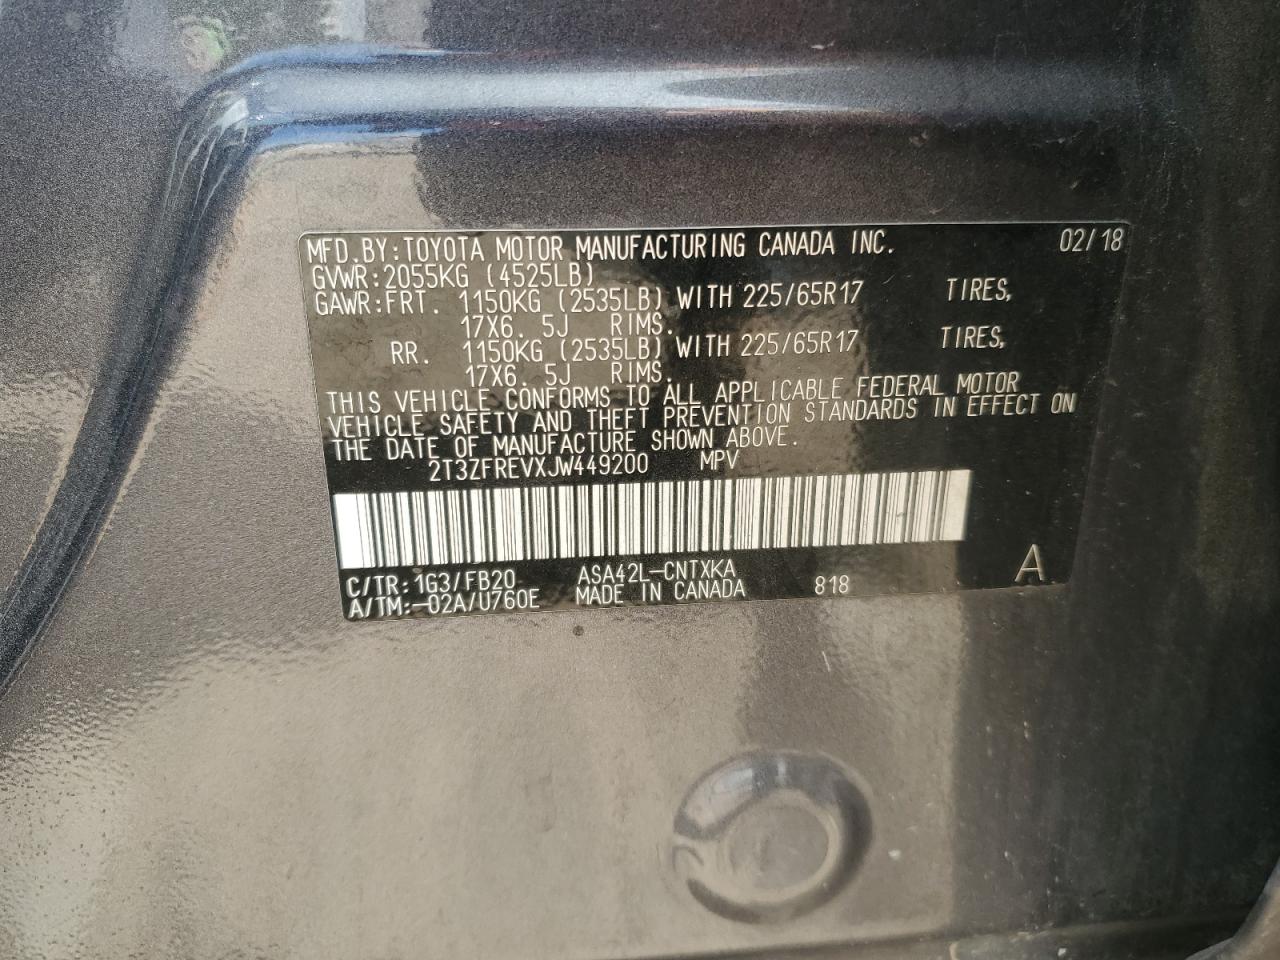 MFD.BY:TOYOTA MOTOR MANUFACTURING CANADA INC. 02/18
GVWR:2055KG (4525LB)
GAWR:FRT. 1150KG (2535LB) WITH 225/65R17 TIRES,
17X6. 5J RIMS.
RR. 1150KG (2535LB) WITH 225/65R17 TIRES,
17X6. 5J RIMS.
THIS VEHICLE CONFORMS TO ALL APPLICABLE FEDERAL MOTOR
VEHICLE SAFETY AND THEFT PREVENTION STANDARDS IN EFFECT ON
THE DATE OF MANUFACTURE SHOWN ABOVE.
2T3ZFREVXJW449200 MPV
C/TR: 1G3/FB20 ASA42L-CNTXKA A
A/TM:-02A/U760E MADE IN CANADA 818